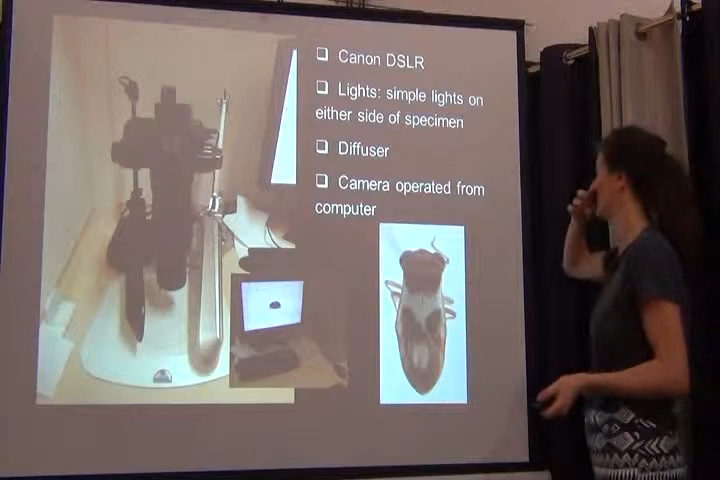 ❑ Canon DSLR
❑ Lights: simple lights on
either side of specimen
❑ Diffuser
❑ Camera operated from
computer